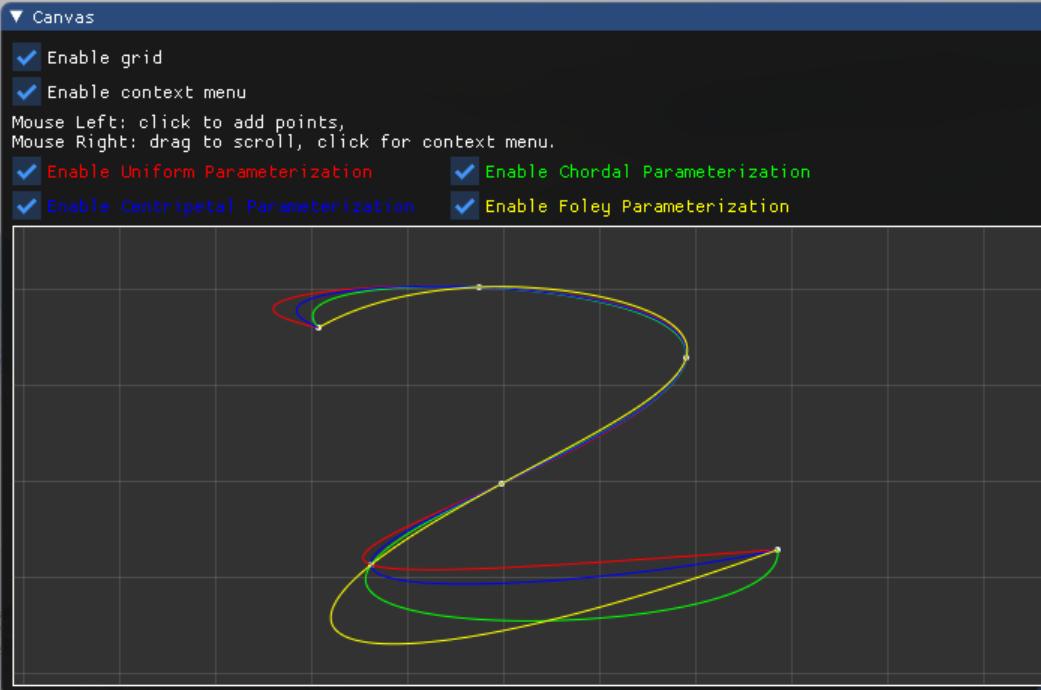 Canvas
Enable grid
Enable context menu
Mouse Left: click to add points,
Mouse Right: drag to scroll, click for context menu.
Enable Uniform Parameterization
Enable Chordal Parameterization
Enable Centripetal Parameterization
Enable Foley Parameterization